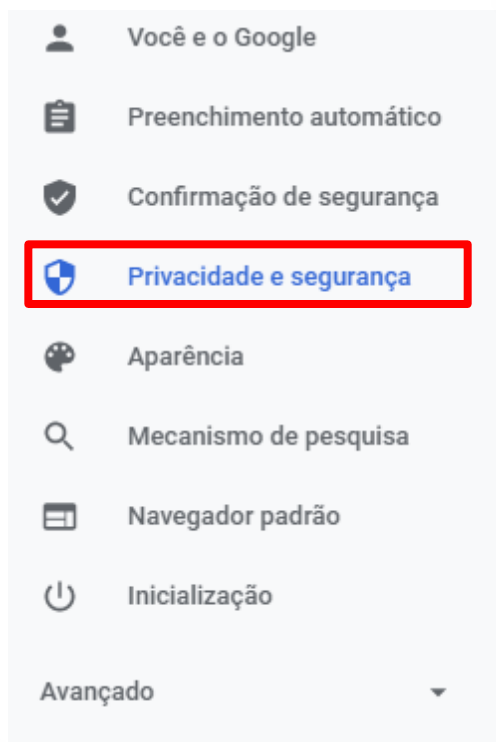 Você e o Google
Preenchimento automático
Confirmação de segurança
Privacidade e segurança
Aparência
Mecanismo de pesquisa
Navegador padrão
Inicialização
Avançado